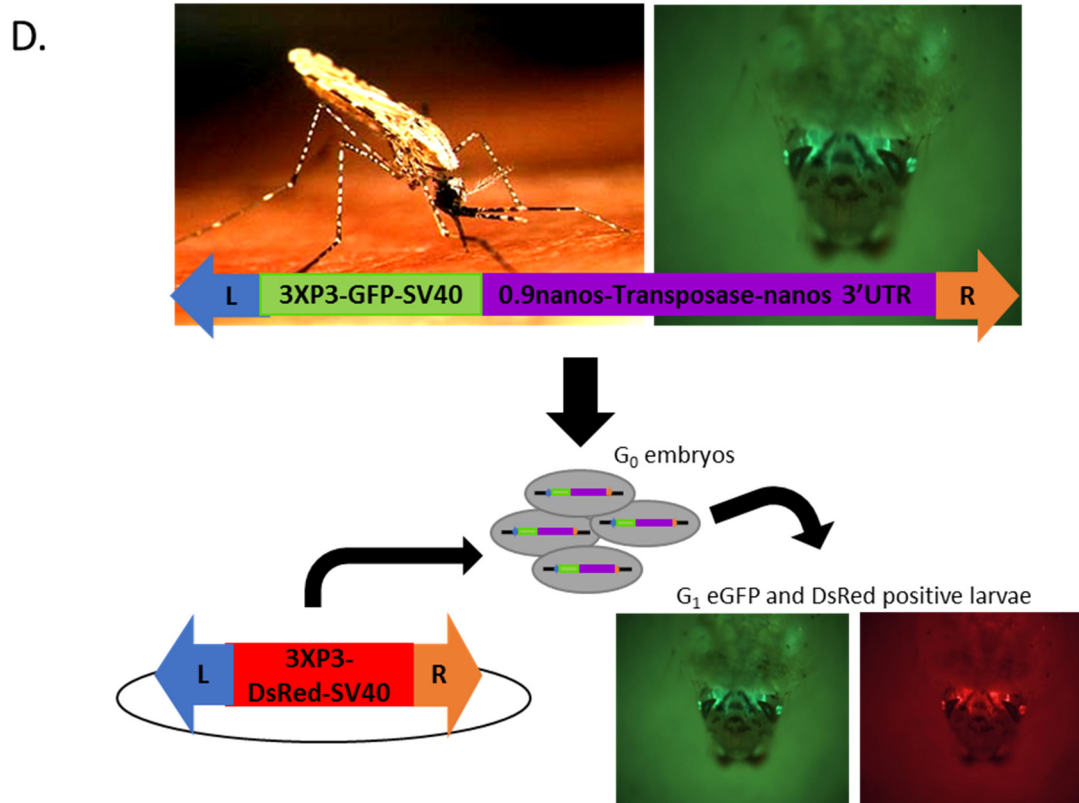 D.
L 3XP3-GFP-SV40 0.9nanos-Transposase-nanos 3’UTR R
G₀ embryos
G₁ eGFP and DsRed positive larvae
L 3XP3-
DsRed-SV40 R